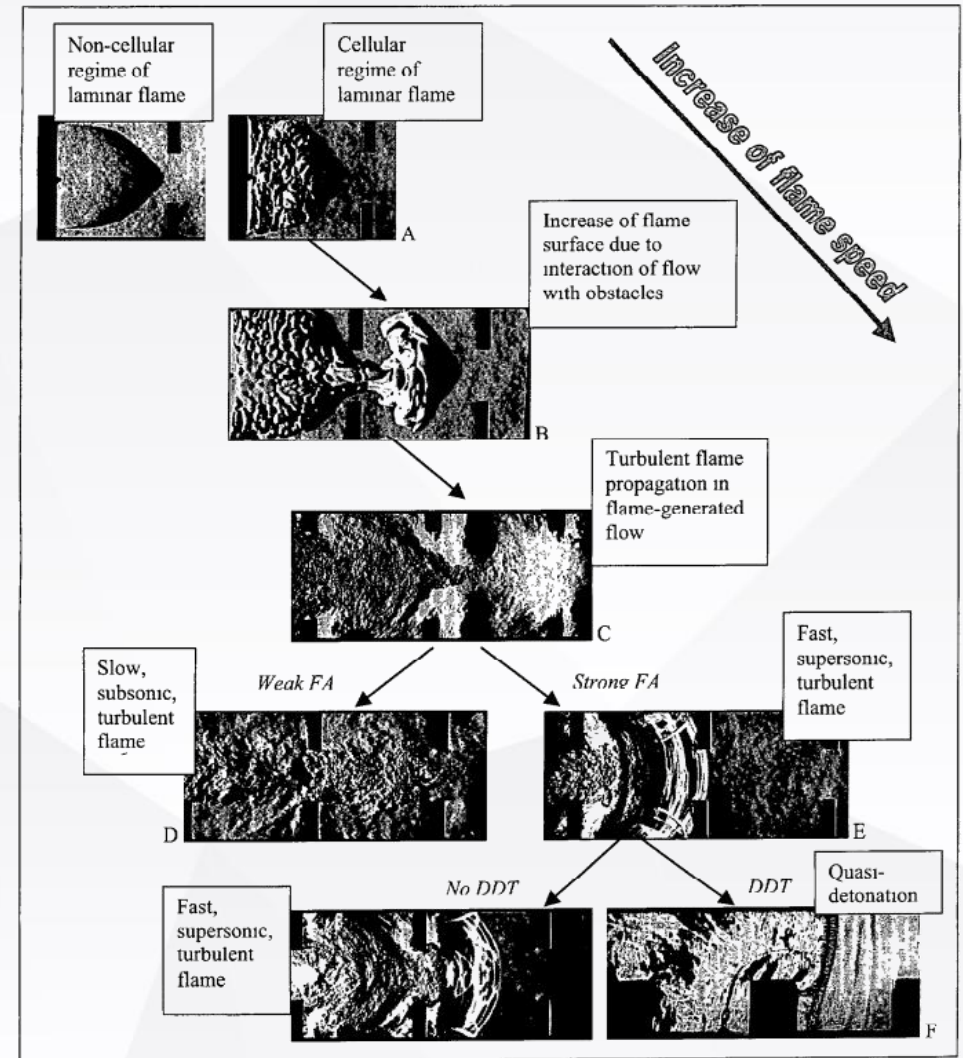 Non-cellular
regime of
laminar flame
Cellular
regime of
laminar flame
Increase of flame speed
A
Increase of flame
surface due to
interaction of flow
with obstacles
B
Turbulent flame
propagation in
flame-generated
flow
C
Slow,
subsonic,
turbulent
flame
Weak FA
Strong FA
Fast,
supersonic,
turbulent
flame
D
E
No DDT
DDT
Quasi-
detonation
Fast,
supersonic,
turbulent
flame
F